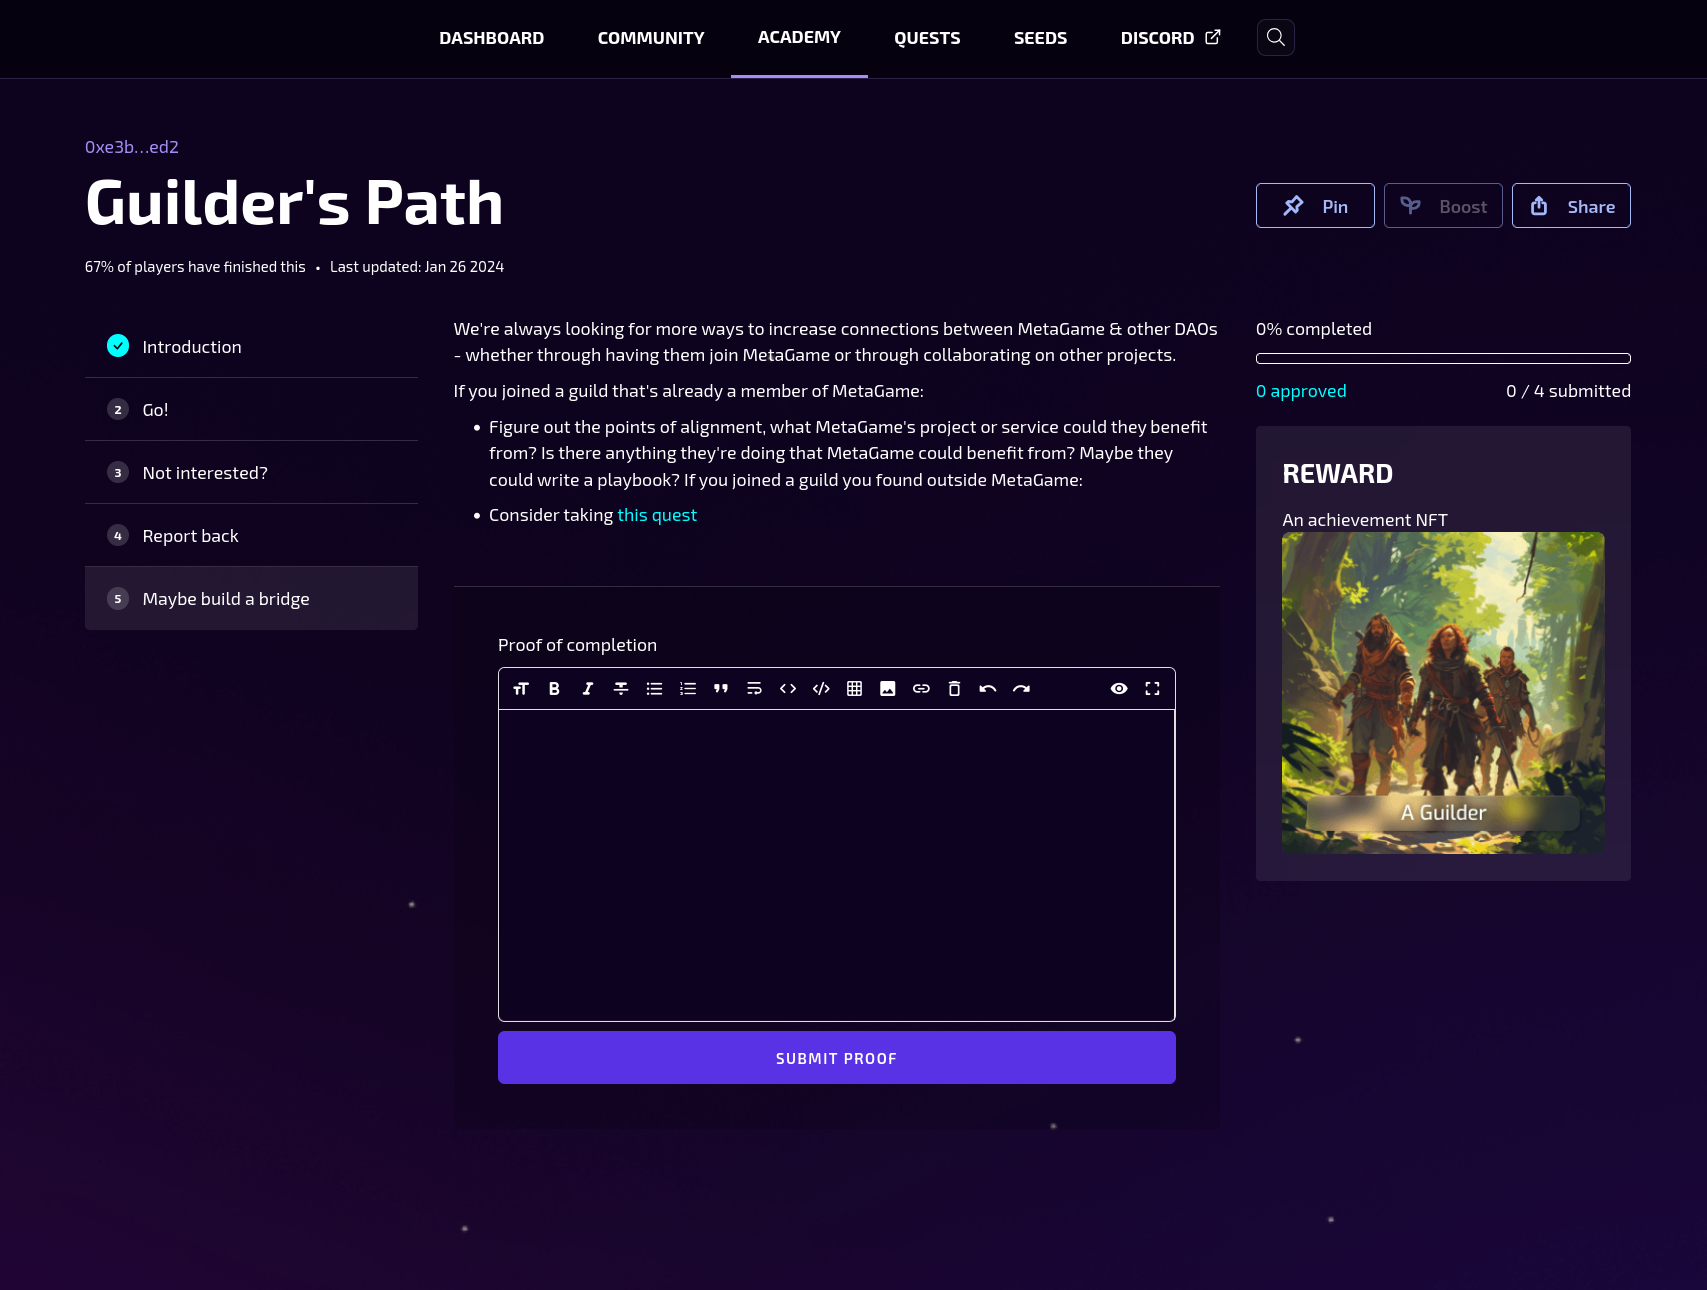 DASHBOARD
COMMUNITY
ACADEMY
QUESTS
SEEDS
DISCORD
0xe3b...ed2
Guilder's Path
Pin
Boost
Share
67% of players have finished this • Last updated: Jan 26 2024
Introduction
2 Go!
3 Not interested?
4 Report back
5 Maybe build a bridge
We're always looking for more ways to increase connections between MetaGame & other DAOs
- whether through having them join MetaGame or through collaborating on other projects.
If you joined a guild that's already a member of MetaGame:
• Figure out the points of alignment, what MetaGame's project or service could they benefit
from? Is there anything they're doing that MetaGame could benefit from? Maybe they
could write a playbook? If you joined a guild you found outside MetaGame:
• Consider taking this quest
Proof of completion
SUBMIT PROOF
0% completed
0 approved
0 / 4 submitted
REWARD
An achievement NFT
A Guilder